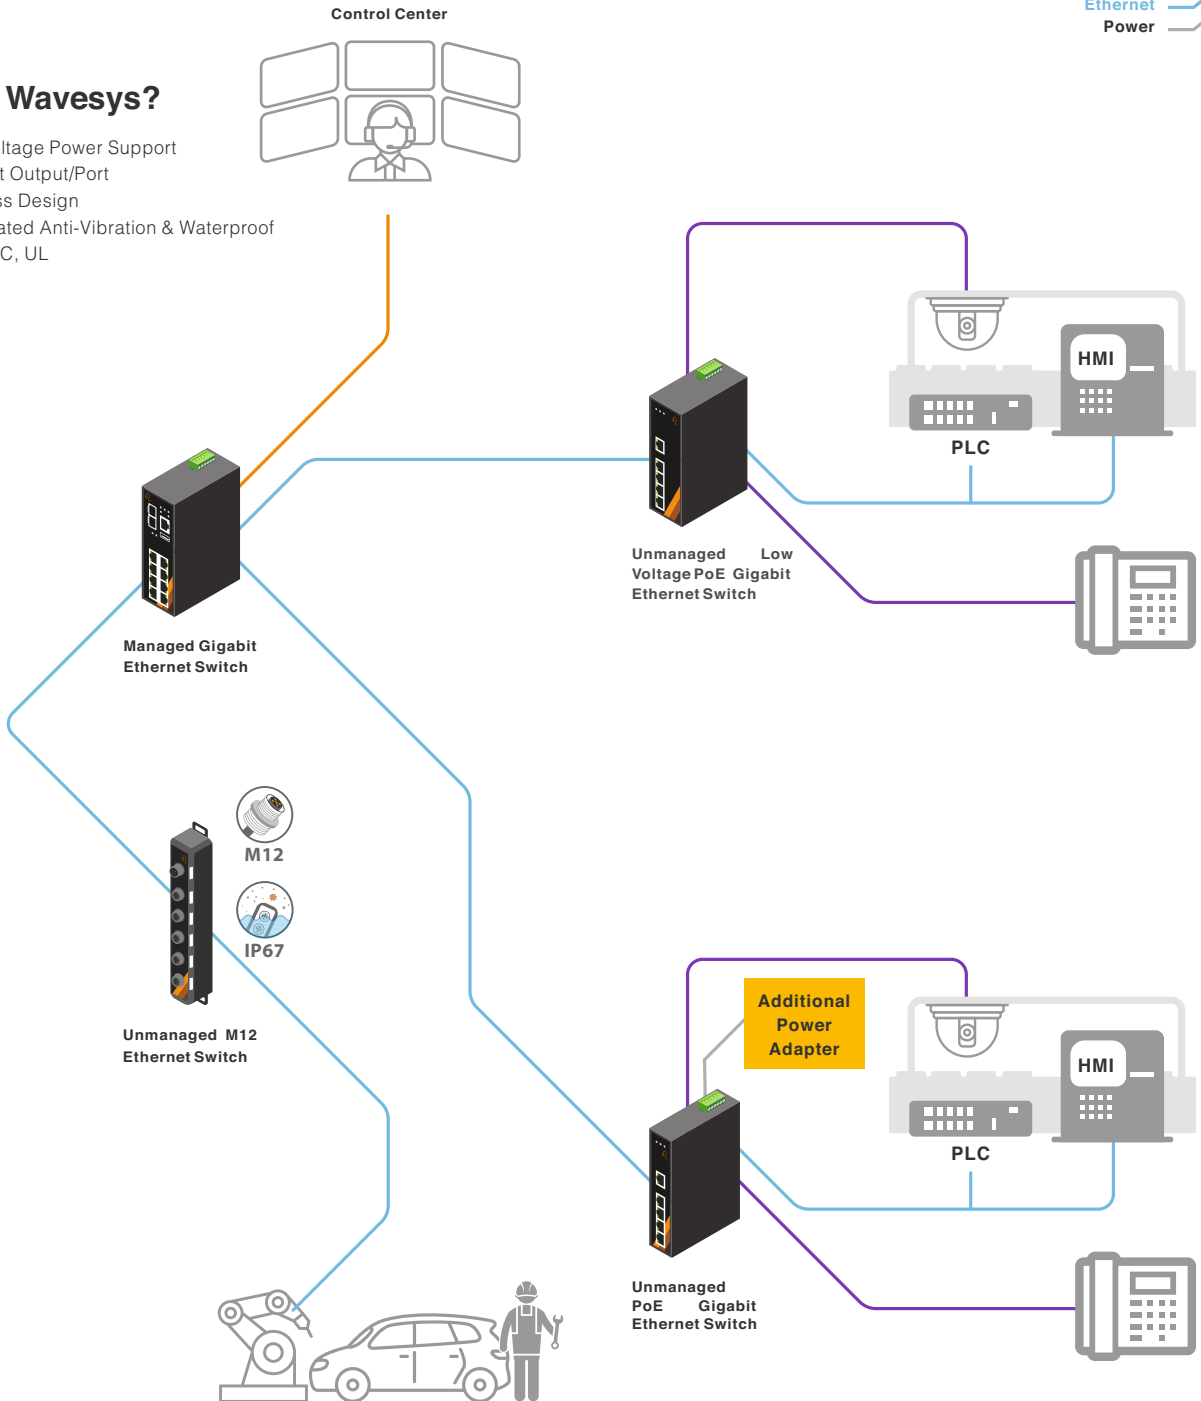 Control Center
Ethernet
Power
Wavesys?
ltage Power Support
t Output/Port
ss Design
ated Anti-Vibration & Waterproof
C, UL
HMI
PLC
Unmanaged Low
Voltage PoE Gigabit
Ethernet Switch
Managed Gigabit
Ethernet Switch
M12
IP67
Unmanaged M12
Ethernet Switch
Additional
Power
Adapter
HMI
PLC
Unmanaged
PoE Gigabit
Ethernet Switch